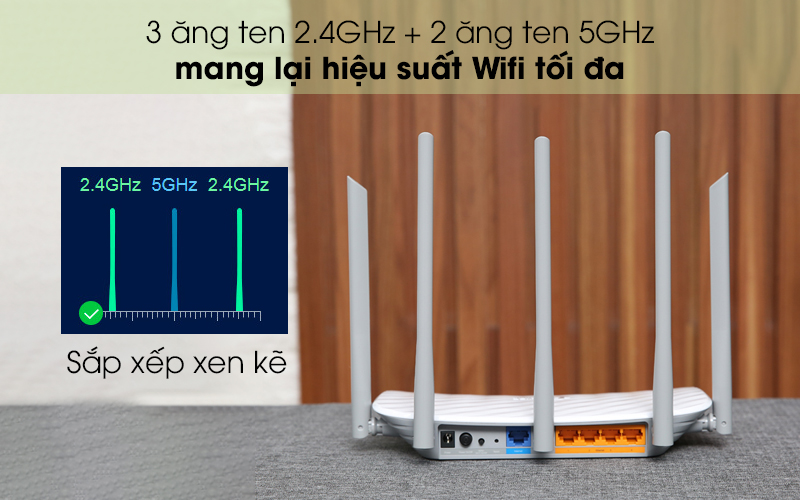 3 ăng ten 2.4GHz + 2 ăng ten 5GHz
mang lại hiệu suất Wifi tối đa
2.4GHz 5GHz 2.4GHz
Sắp xếp xen kẽ